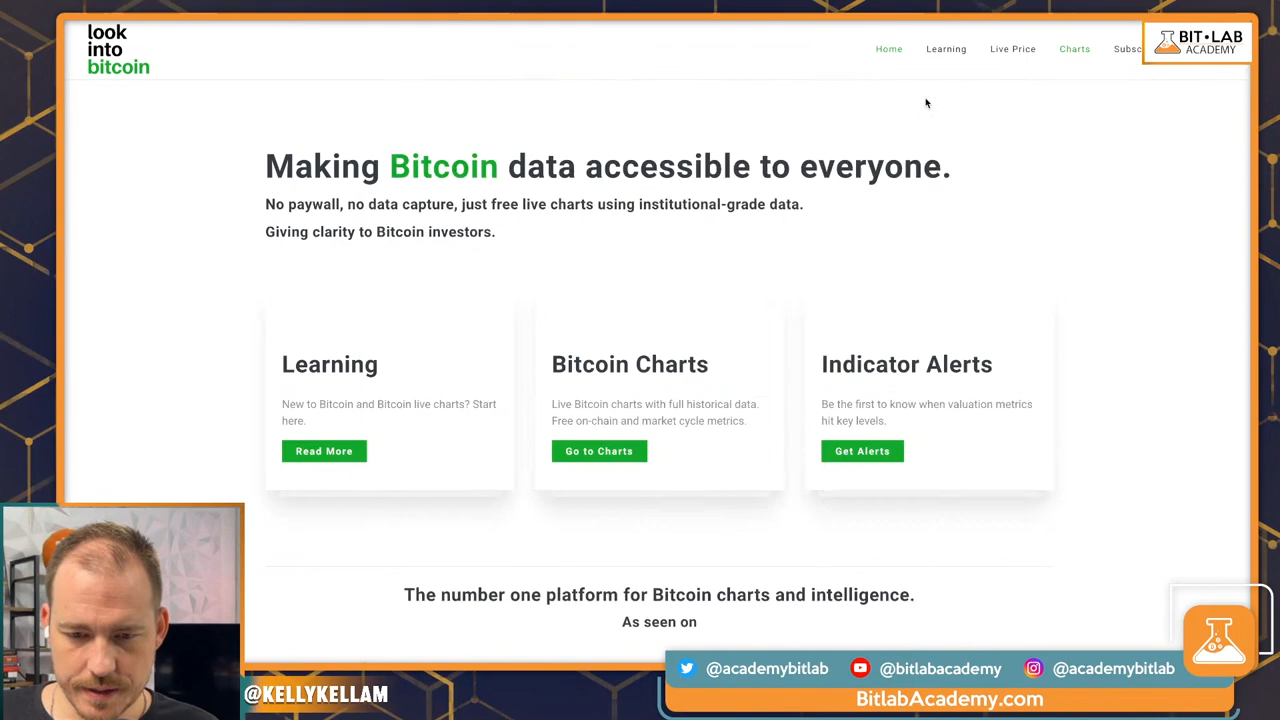 look
into
bitcoin
Home Learning Live Price Charts Subsc
BIT•LAB
ACADEMY
Making Bitcoin data accessible to everyone.
No paywall, no data capture, just free live charts using institutional-grade data.
Giving clarity to Bitcoin investors.
Learning
New to Bitcoin and Bitcoin live charts? Start
here.
Read More
Bitcoin Charts
Live Bitcoin charts with full historical data.
Free on-chain and market cycle metrics.
Go to Charts
Indicator Alerts
Be the first to know when valuation metrics
hit key levels.
Get Alerts
The number one platform for Bitcoin charts and intelligence.
As seen on
@KELLYKELLAM
@academybitlab @bitlabacademy @academybitlab
BitlabAcademy.com